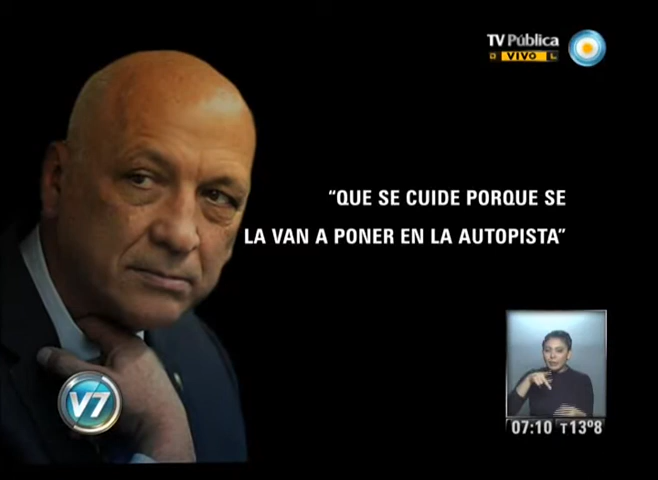 TV Pública
VIVO
"QUE SE CUIDE PORQUE SE
LA VAN A PONER EN LA AUTOPISTA"
V7
07:10 T13º8